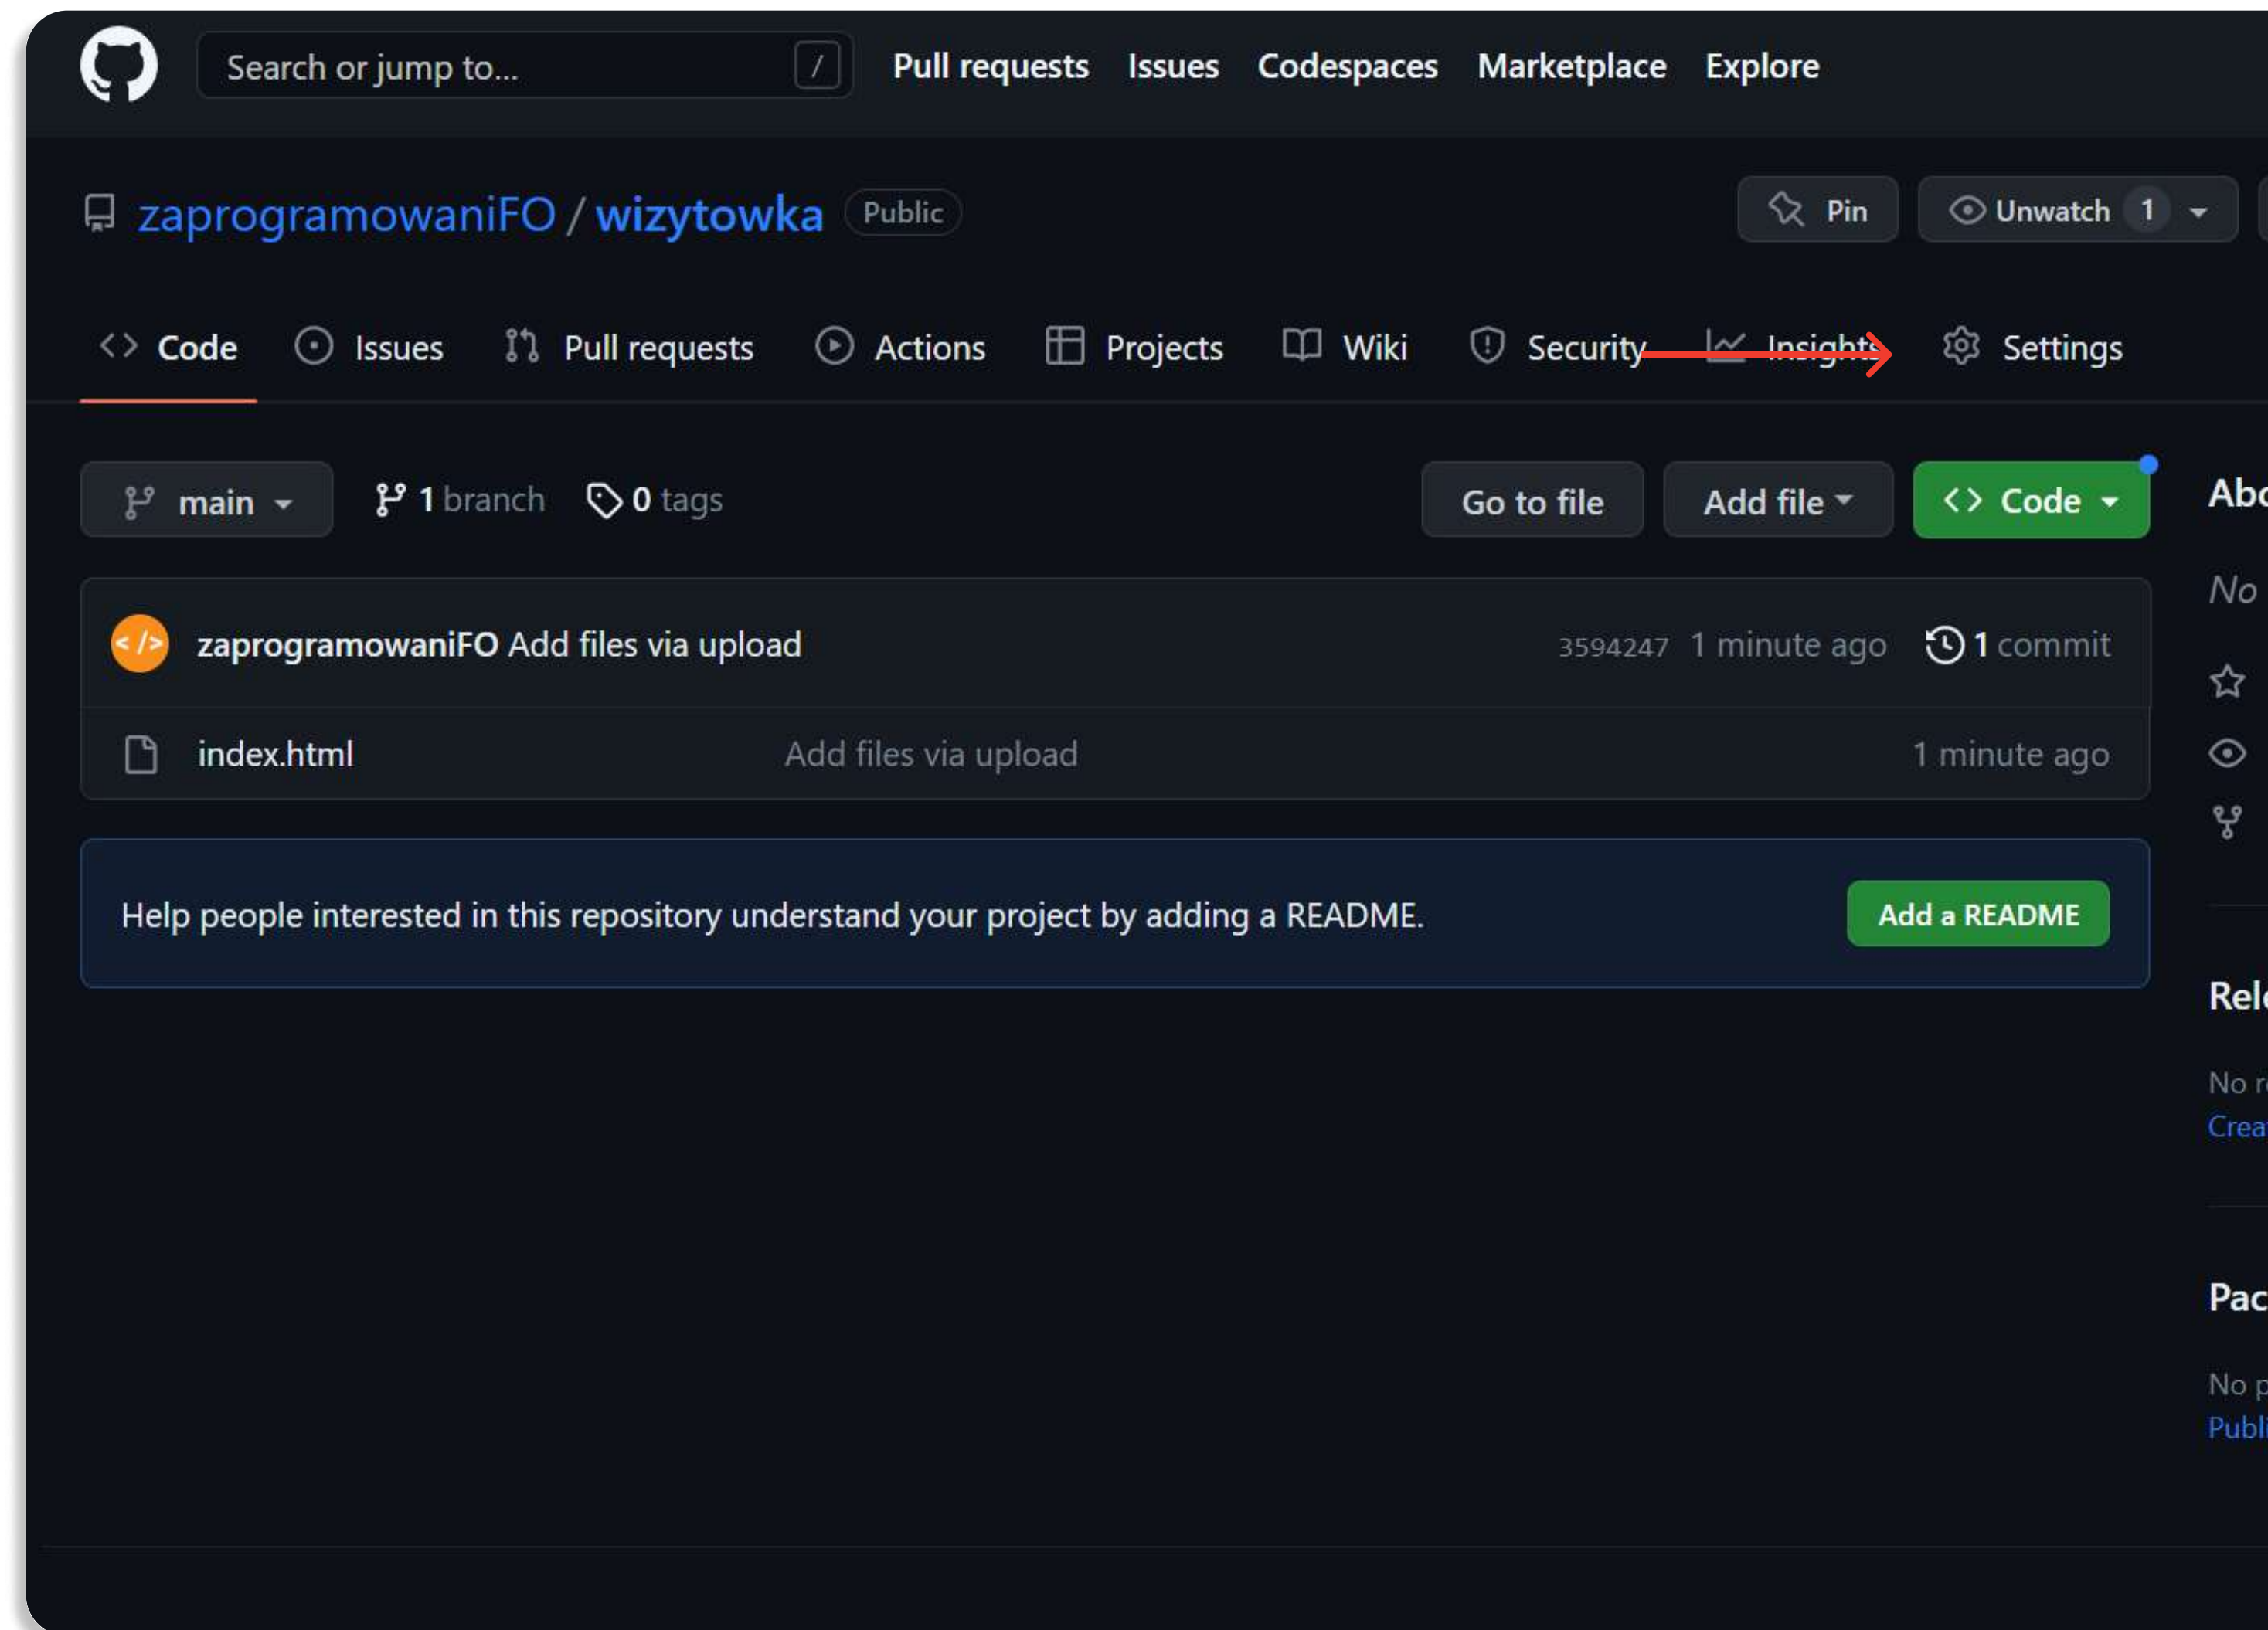 Search or jump to... / Pull requests Issues Codespaces Marketplace Explore
zaprogramowaniFO / wizytowka Public Pin Unwatch 1
Code Issues Pull requests Actions Projects Wiki Security Insights Settings
main 1 branch 0 tags Go to file Add file Code
zaprogramowaniFO Add files via upload 3594247 1 minute ago 1 commit
index.html Add files via upload 1 minute ago
Help people interested in this repository understand your project by adding a README. Add a README
No
No
No